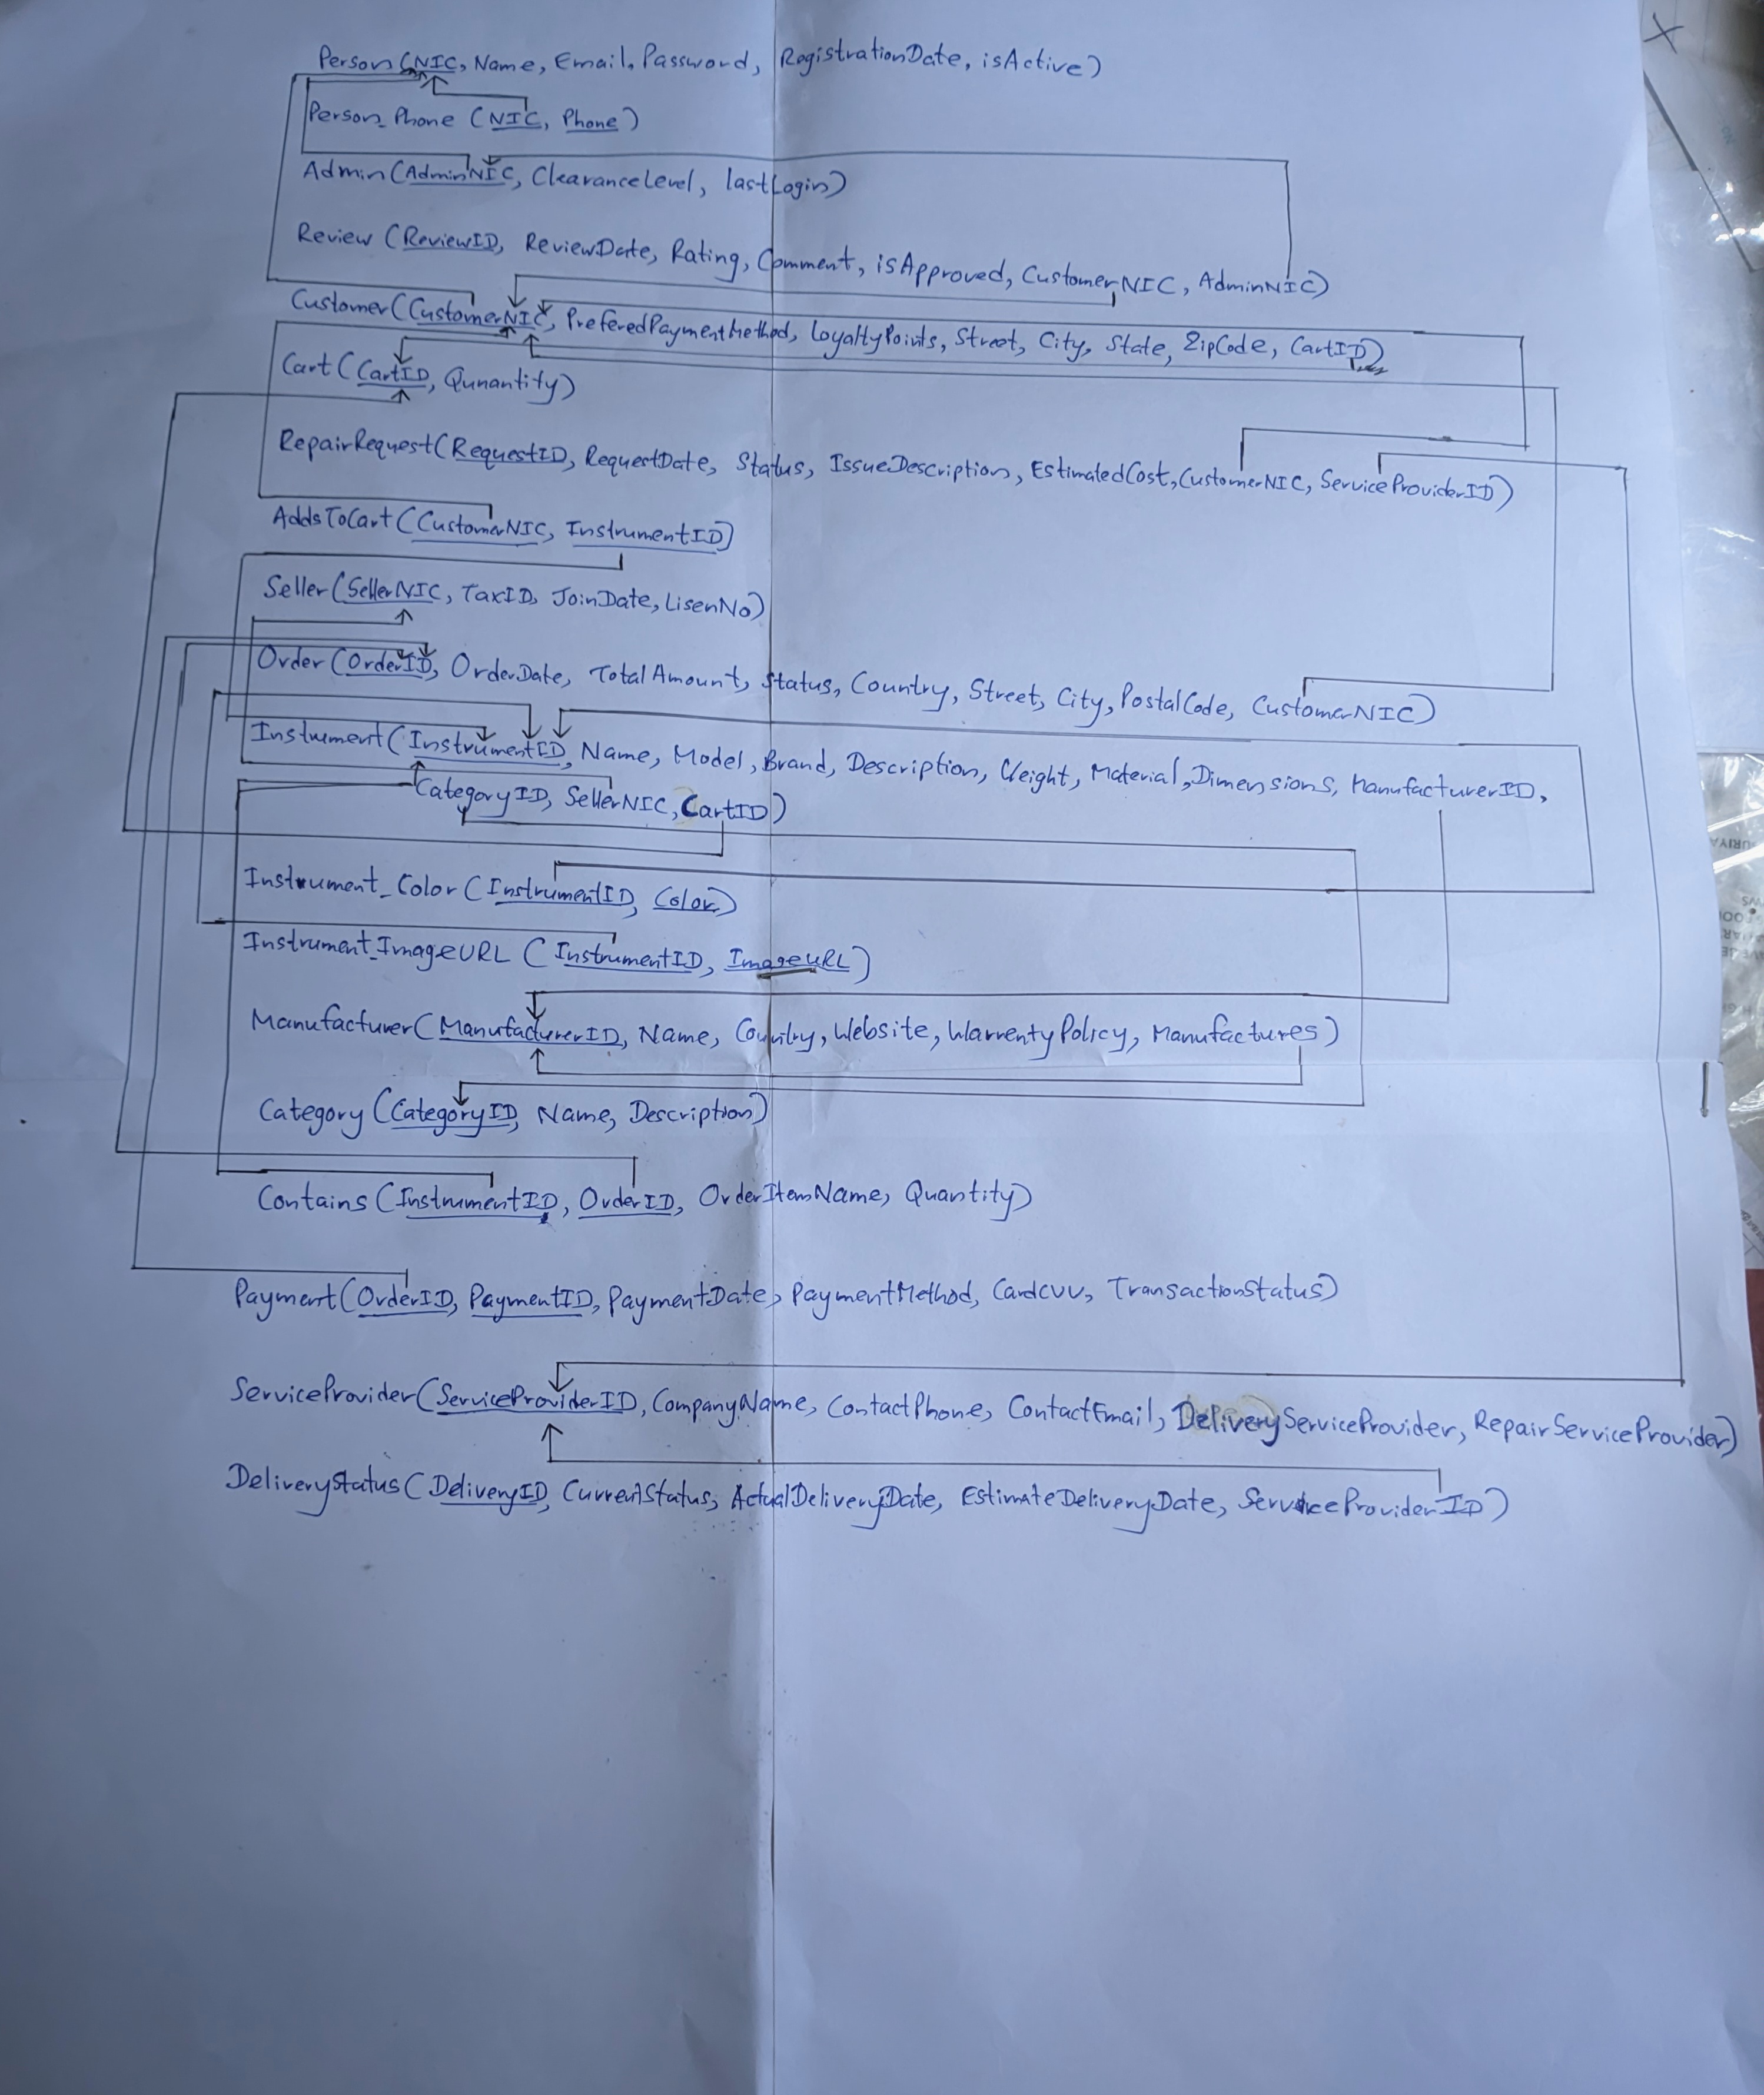 Person (NIC, Name, Email, Password, RegistrationDate, isActive)
Person_Phone (NIC, Phone)
Admin (AdminNIC, ClearanceLevel, lastLogin)
Review (ReviewID, ReviewDate, Rating, Comment, isApproved, CustomerNIC, AdminNIC)
Customer (CustomerNIC, PreferedPaymentMethod, LoyaltyPoints, Street, City, State, ZipCode, CartID)
Cart (CartID, Qunantity)
RepairRequest (RequestID, RequestDate, Status, IssueDescription, EstimatedCost, CustomerNIC, ServiceProviderID)
AddsToCart (CustomerNIC, InstrumentID)
Seller (SellerNIC, TaxID, JoinDate, LisenNo)
Order (OrderID, OrderDate, TotalAmount, Status, Country, Street, City, PostalCode, CustomerNIC)
Instrument (InstrumentID, Name, Model, Brand, Description, Weight, Material, Dimensions, ManufacturerID,
CategoryID, SellerNIC, CartID)
Instrument_Color (InstrumentID, Color)
Instrument_ImageURL (InstrumentID, ImageURL)
Manufacturer (ManufacturerID, Name, Country, Website, WarrentyPolicy, Manufactures)
Category (CategoryID, Name, Description)
Contains (InstrumentID, OrderID, OrderItemName, Quantity)
Payment (OrderID, PaymentID, PaymentDate, PaymentMethod, CardCVV, TransactionStatus)
ServiceProvider (ServiceProviderID, CompanyName, ContactPhone, ContactEmail, DeliveryServiceProvider, RepairServiceProvider)
DeliveryStatus (DeliveryID, CurrentStatus, ActualDeliveryDate, EstimateDeliveryDate, ServiceProviderID)